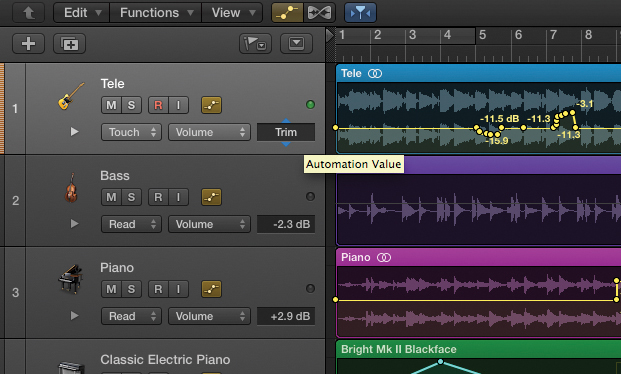 Edit Functions View
1 2 3 4 5 6 7 8 9
Tele
Tele
1
M S R I
-11.5 dB -11.3 -3.1
-15.9 -11.3
Touch Volume Trim
Automation Value
Bass
2
M S R I
Read Volume -2.3 dB
Piano
Piano
3
M S R I
Read Volume +2.9 dB
Classic Electric Piano
Bright Mk II Blackface